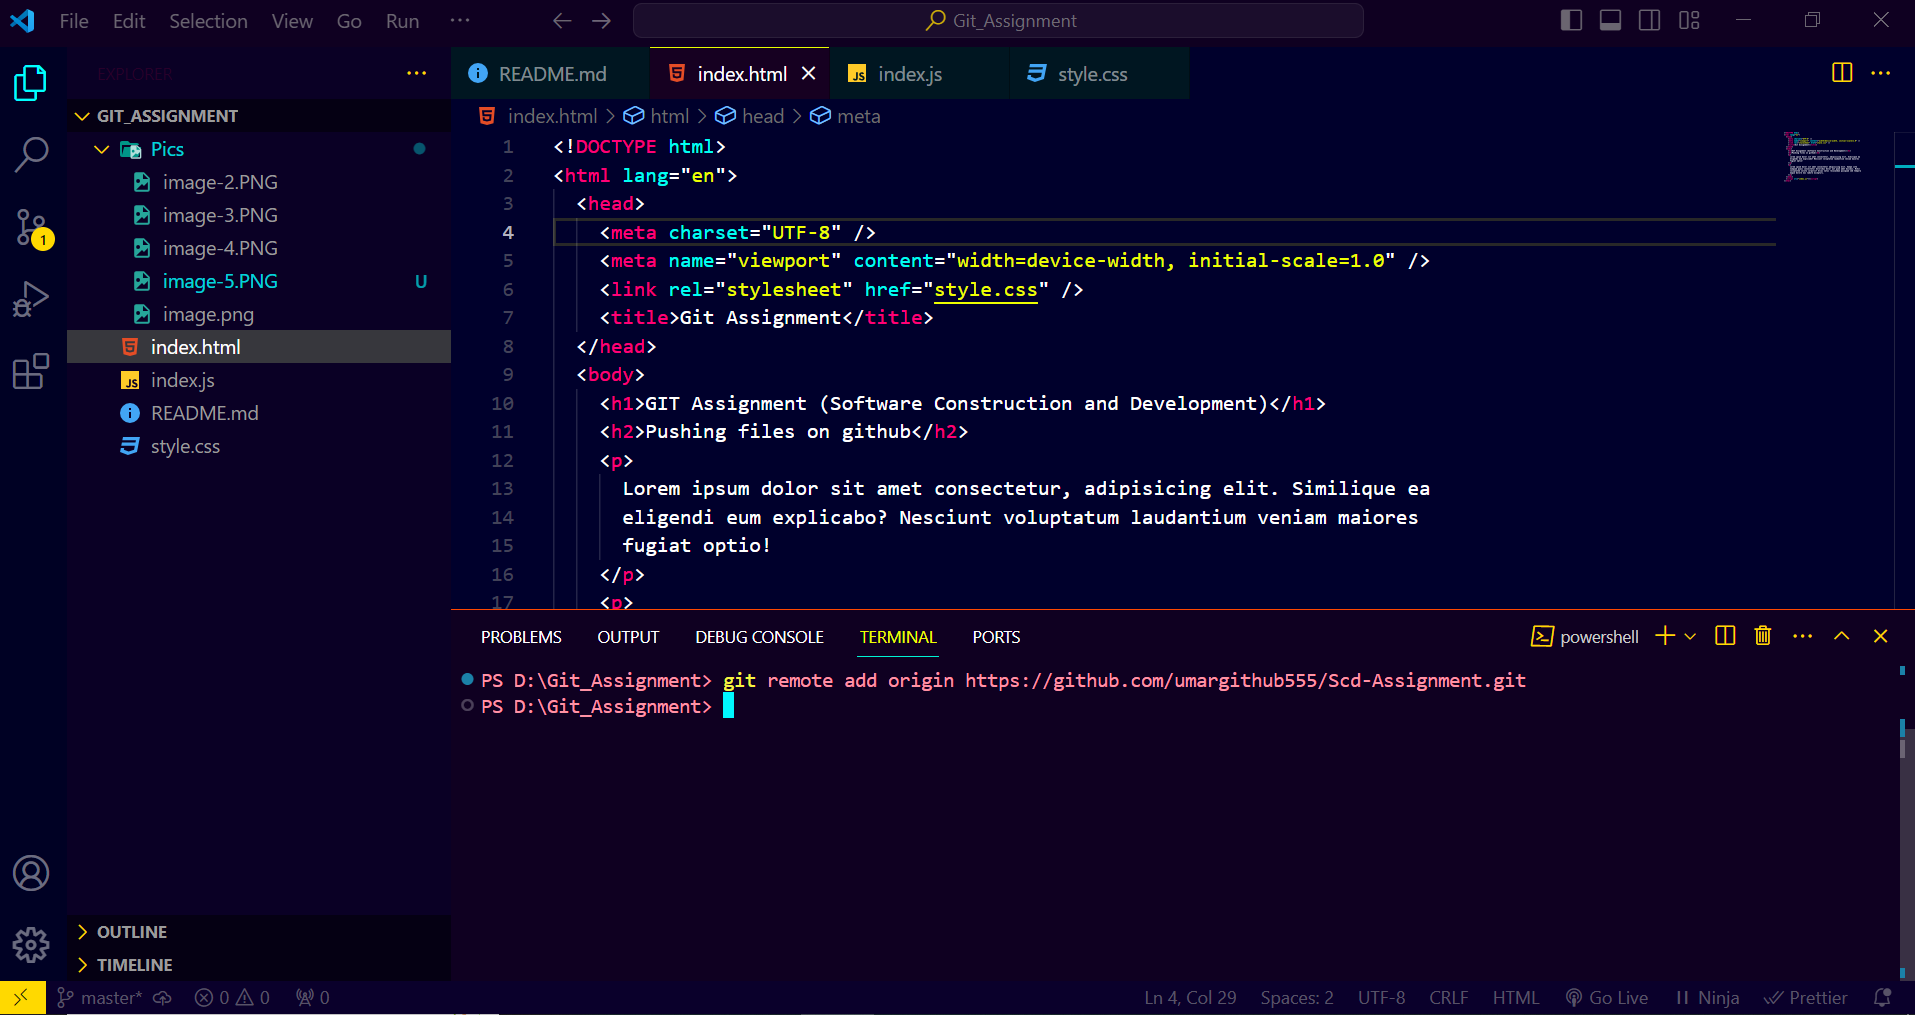 File Edit Selection View Go Run ···
Git_Assignment
EXPLORER
README.md
index.html
index.js
style.css
GIT_ASSIGNMENT
Pics
image-2.PNG
image-3.PNG
image-4.PNG
image-5.PNG U
image.png
index.html
index.js
README.md
style.css
OUTLINE
TIMELINE
1
index.html > html > head > meta
1 <!DOCTYPE html>
2 <html lang="en">
3 <head>
4 <meta charset="UTF-8" />
5 <meta name="viewport" content="width=device-width, initial-scale=1.0" />
6 <link rel="stylesheet" href="style.css" />
7 <title>Git Assignment</title>
8 </head>
9 <body>
10 <h1>GIT Assignment (Software Construction and Development)</h1>
11 <h2>Pushing files on github</h2>
12 <p>
13 Lorem ipsum dolor sit amet consectetur, adipisicing elit. Similique ea
14 eligendi eum explicabo? Nesciunt voluptatum laudantium veniam maiores
15 fugiat optio!
16 </p>
17 <p>
PROBLEMS OUTPUT DEBUG CONSOLE TERMINAL PORTS
powershell
PS D:\Git_Assignment> git remote add origin https://github.com/umargithub555/Scd-Assignment.git
PS D:\Git_Assignment>
master* 0 0 0
Ln 4, Col 29 Spaces: 2 UTF-8 CRLF HTML Go Live Ninja Prettier